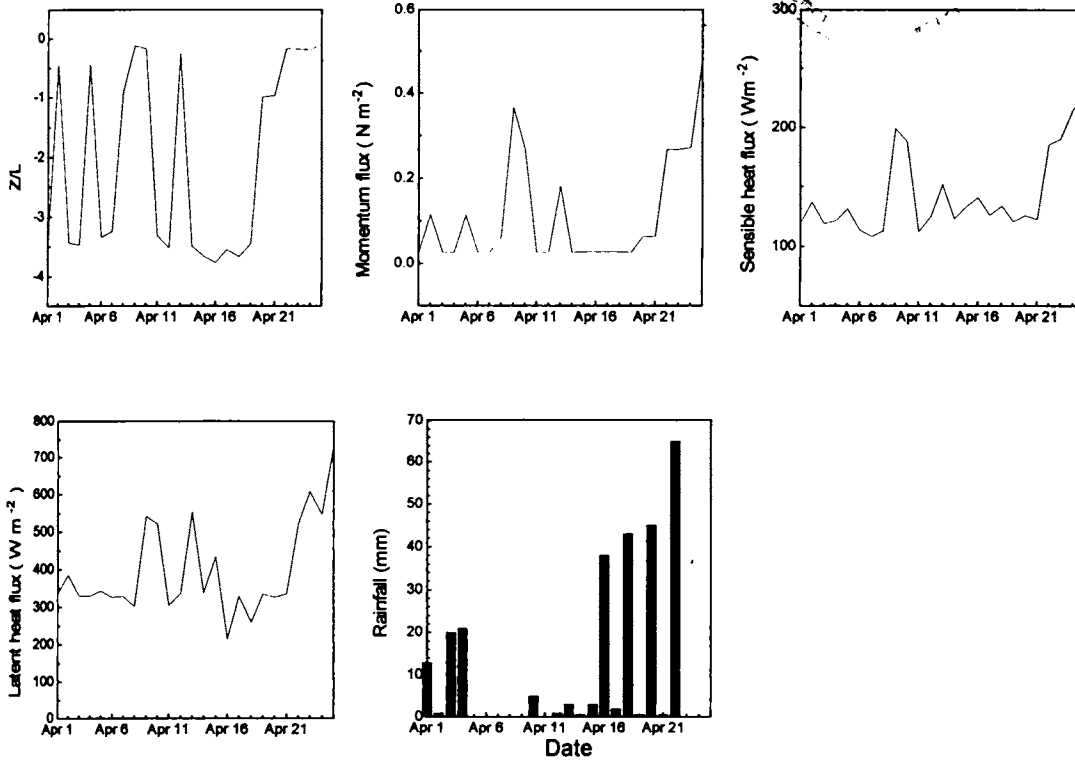 Z/L
0
-1
-2
-3
-4
Apr 1 Apr 6 Apr 11 Apr 16 Apr 21
Momentum flux ( N m⁻²)
0.6
0.4
0.2
0.0
Apr 1 Apr 6 Apr 11 Apr 16 Apr 21
Sensible heat flux ( Wm⁻²)
300
200
100
Apr 1 Apr 6 Apr 11 Apr 16 Apr 21
Latent heat flux ( W m⁻²)
800
700
600
500
400
300
200
100
0
Apr 1 Apr 6 Apr 11 Apr 16 Apr 21
Rainfall (mm)
70
60
50
40
30
20
10
0
Apr 1 Apr 6 Apr 11 Apr 16 Apr 21
Date